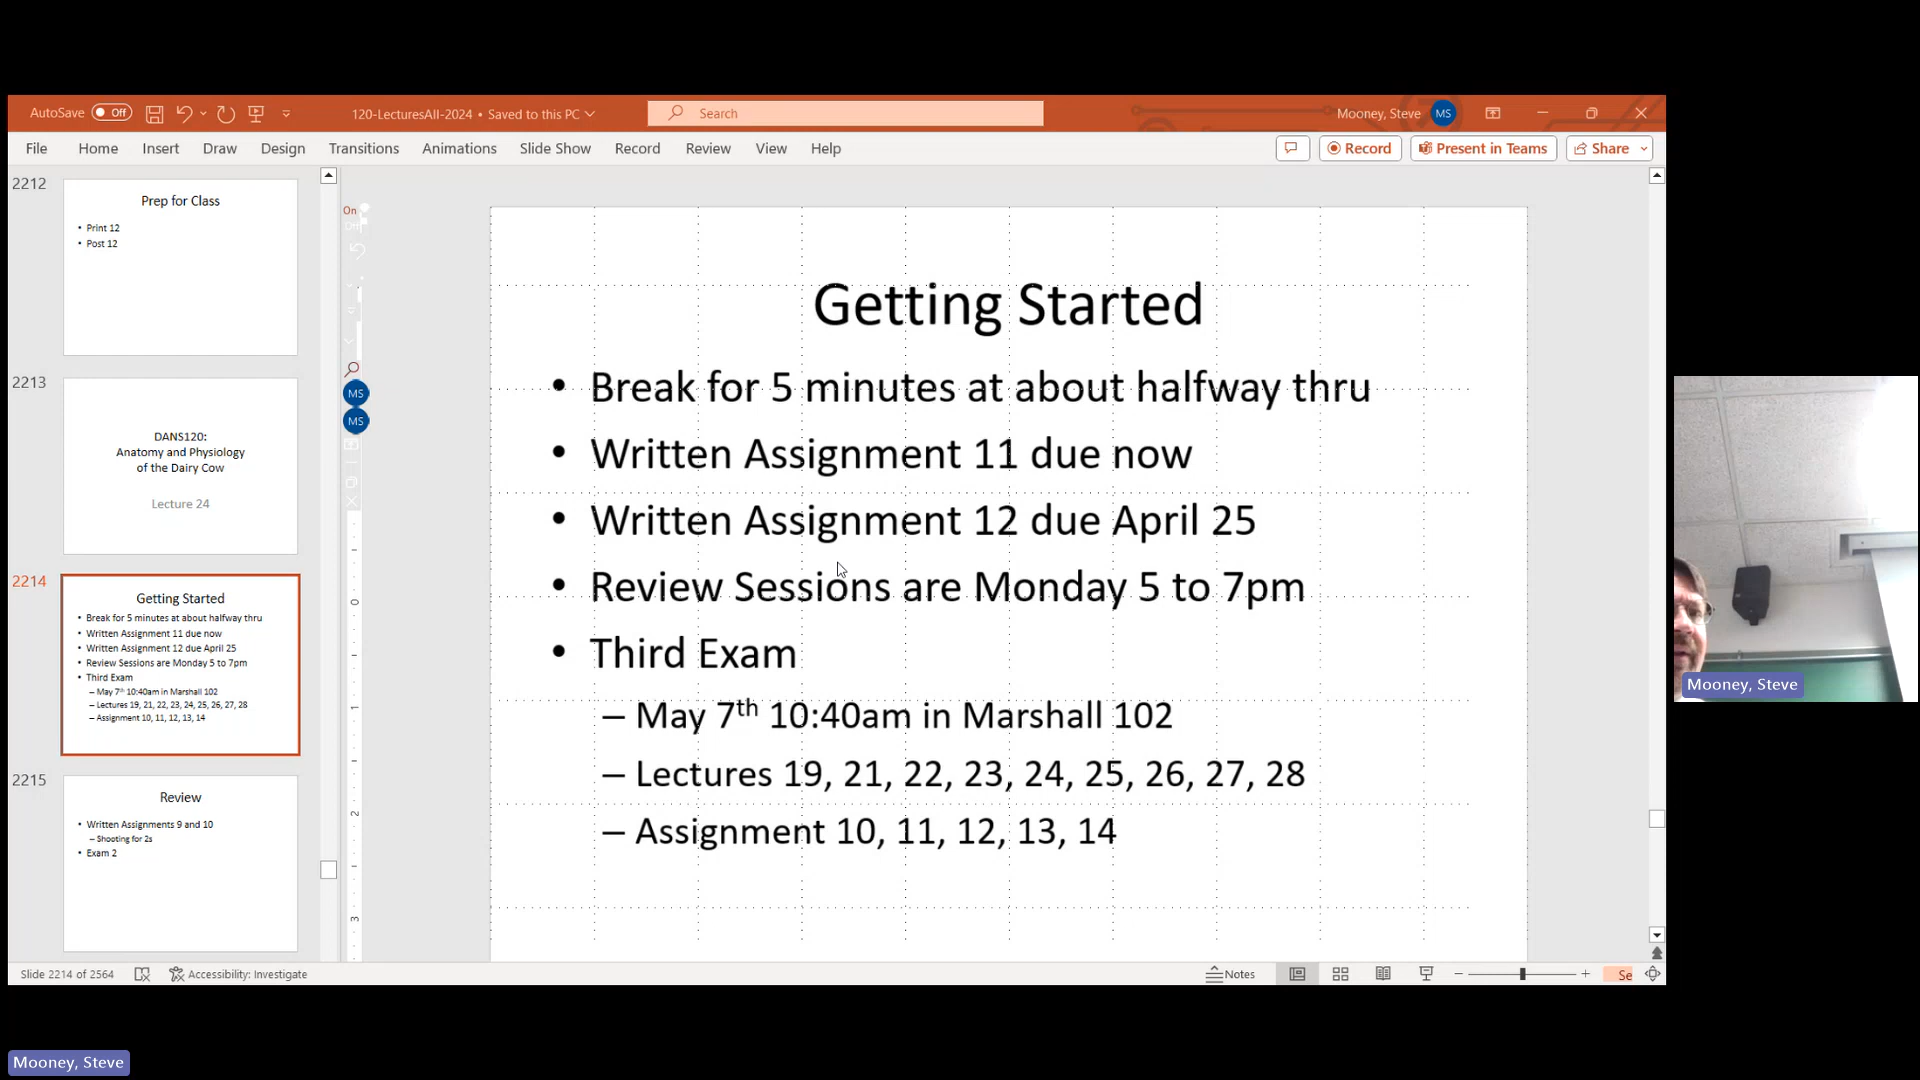 AutoSave Off
120-LecturesAll-2024 • Saved to this PC
Search
Mooney, Steve MS
File Home Insert Draw Design Transitions Animations Slide Show Record Review View Help
Record Present in Teams Share
2212
Prep for Class
• Print 12
• Post 12
2213
DANS120:
Anatomy and Physiology
of the Dairy Cow
Lecture 24
2214
Getting Started
• Break for 5 minutes at about halfway thru
• Written Assignment 11 due now
• Written Assignment 12 due April 25
• Review Sessions are Monday 5 to 7pm
• Third Exam
– May 7th 10:40am in Marshall 102
– Lectures 19, 21, 22, 23, 24, 25, 26, 27, 28
– Assignment 10, 11, 12, 13, 14
2215
Review
• Written Assignments 9 and 10
– Shooting for 2s
• Exam 2
On
MS
MS
0
1
2
3
Getting Started
• Break for 5 minutes at about halfway thru
• Written Assignment 11 due now
• Written Assignment 12 due April 25
• Review Sessions are Monday 5 to 7pm
• Third Exam
– May 7th 10:40am in Marshall 102
– Lectures 19, 21, 22, 23, 24, 25, 26, 27, 28
– Assignment 10, 11, 12, 13, 14
Mooney, Steve
Slide 2214 of 2564
Accessibility: Investigate
Notes
Se
Mooney, Steve